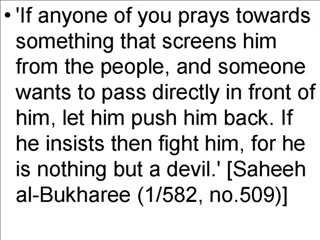 • 'If anyone of you prays towards
something that screens him
from the people, and someone
wants to pass directly in front of
him, let him push him back. If
he insists then fight him, for he
is nothing but a devil.' [Saheeh
al-Bukharee (1/582, no.509)]